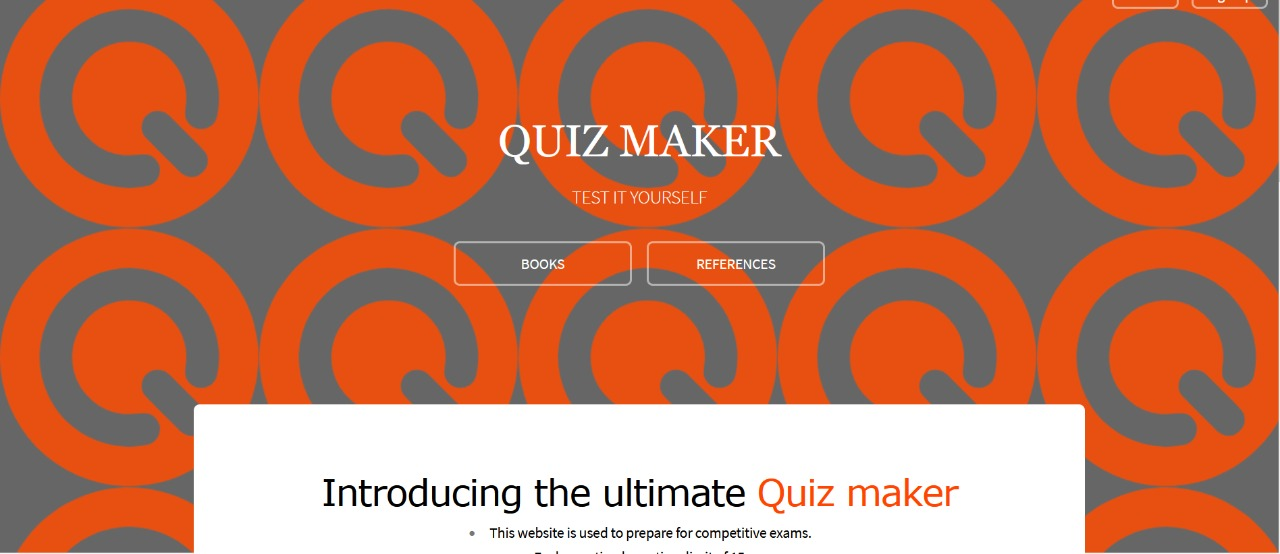 QUIZ MAKER
TEST IT YOURSELF
BOOKS
REFERENCES
Introducing the ultimate Quiz maker
This website is used to prepare for competitive exams.